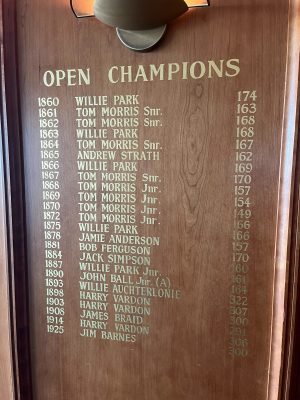 OPEN CHAMPIONS
1860 WILLIE PARK 174
1861 TOM MORRIS Snr. 163
1862 TOM MORRIS Snr. 168
1863 WILLIE PARK 168
1864 TOM MORRIS Snr. 167
1865 ANDREW STRATH 162
1866 WILLIE PARK 169
1867 TOM MORRIS Snr. 170
1868 TOM MORRIS Jnr. 157
1869 TOM MORRIS Jnr. 154
1870 TOM MORRIS Jnr. 149
1872 TOM MORRIS Jnr. 166
1875 WILLIE PARK 166
1878 JAMIE ANDERSON 157
1881 BOB FERGUSON 170
1884 JACK SIMPSON 160
1887 WILLIE PARK Jnr. 161
1890 JOHN BALL Jnr. (A) 164
1893 WILLIE AUCHTERLONIE 322
1898 HARRY VARDON 307
1903 HARRY VARDON 300
1908 JAMES BRAID 291
1914 HARRY VARDON 306
1925 JIM BARNES 300